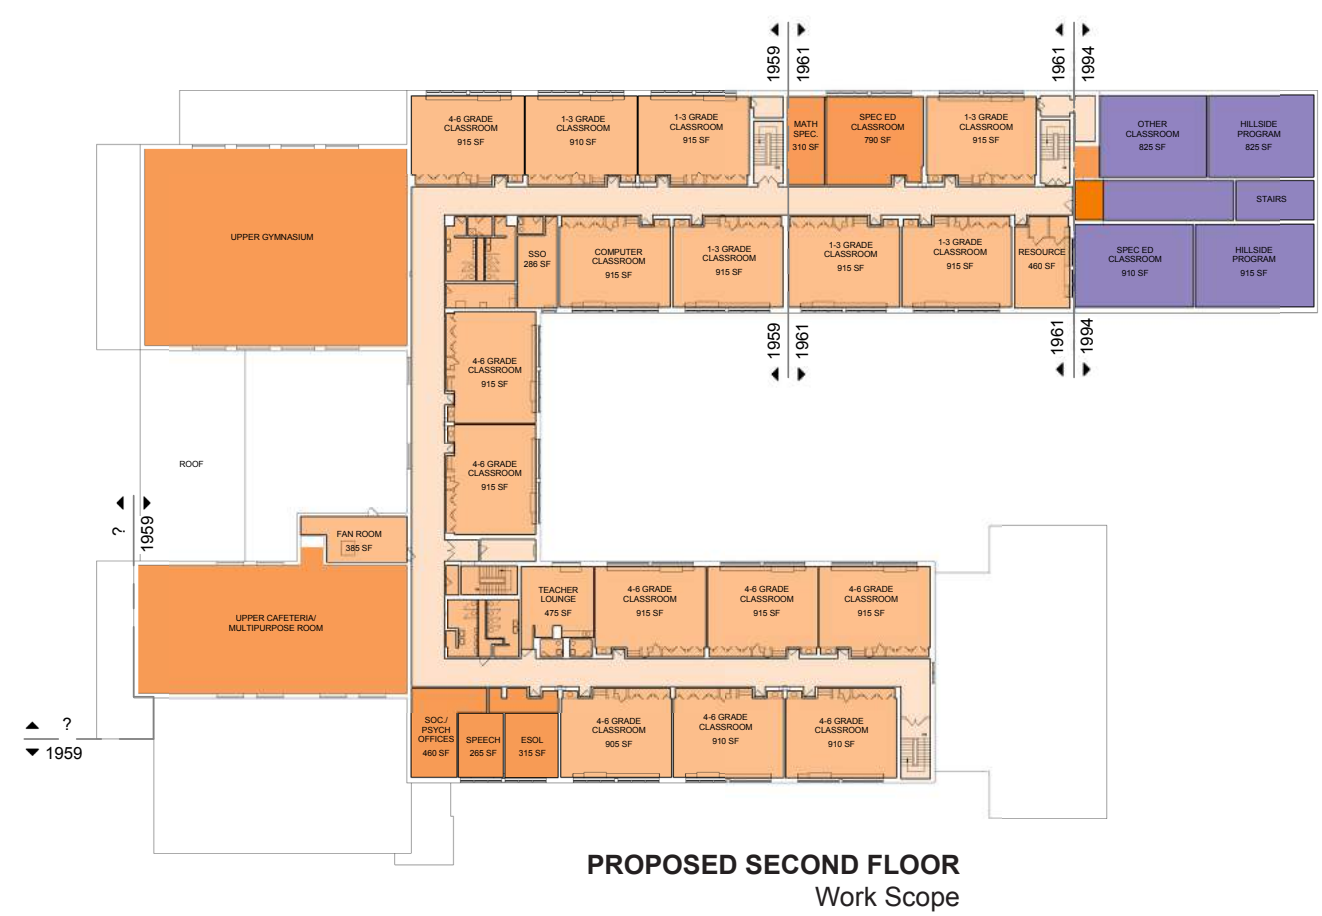 1959
1961
1961
1994
4-6 GRADE
CLASSROOM
915 SF
1-3 GRADE
CLASSROOM
910 SF
1-3 GRADE
CLASSROOM
915 SF
MATH
SPEC.
310 SF
SPEC ED
CLASSROOM
790 SF
1-3 GRADE
CLASSROOM
915 SF
OTHER
CLASSROOM
825 SF
HILLSIDE
PROGRAM
825 SF
STAIRS
UPPER GYMNASIUM
SSO
286 SF
COMPUTER
CLASSROOM
915 SF
1-3 GRADE
CLASSROOM
915 SF
1-3 GRADE
CLASSROOM
915 SF
1-3 GRADE
CLASSROOM
915 SF
RESOURCE
460 SF
SPEC ED
CLASSROOM
910 SF
HILLSIDE
PROGRAM
915 SF
1959
1961
1961
1994
4-6 GRADE
CLASSROOM
915 SF
4-6 GRADE
CLASSROOM
915 SF
ROOF
?
1959
FAN ROOM
385 SF
UPPER CAFETERIA/
MULTIPURPOSE ROOM
TEACHER
LOUNGE
475 SF
4-6 GRADE
CLASSROOM
915 SF
4-6 GRADE
CLASSROOM
915 SF
4-6 GRADE
CLASSROOM
915 SF
?
1959
SOC./
PSYCH
OFFICES
460 SF
SPEECH
265 SF
ESOL
315 SF
4-6 GRADE
CLASSROOM
905 SF
4-6 GRADE
CLASSROOM
910 SF
4-6 GRADE
CLASSROOM
910 SF
PROPOSED SECOND FLOOR
Work Scope